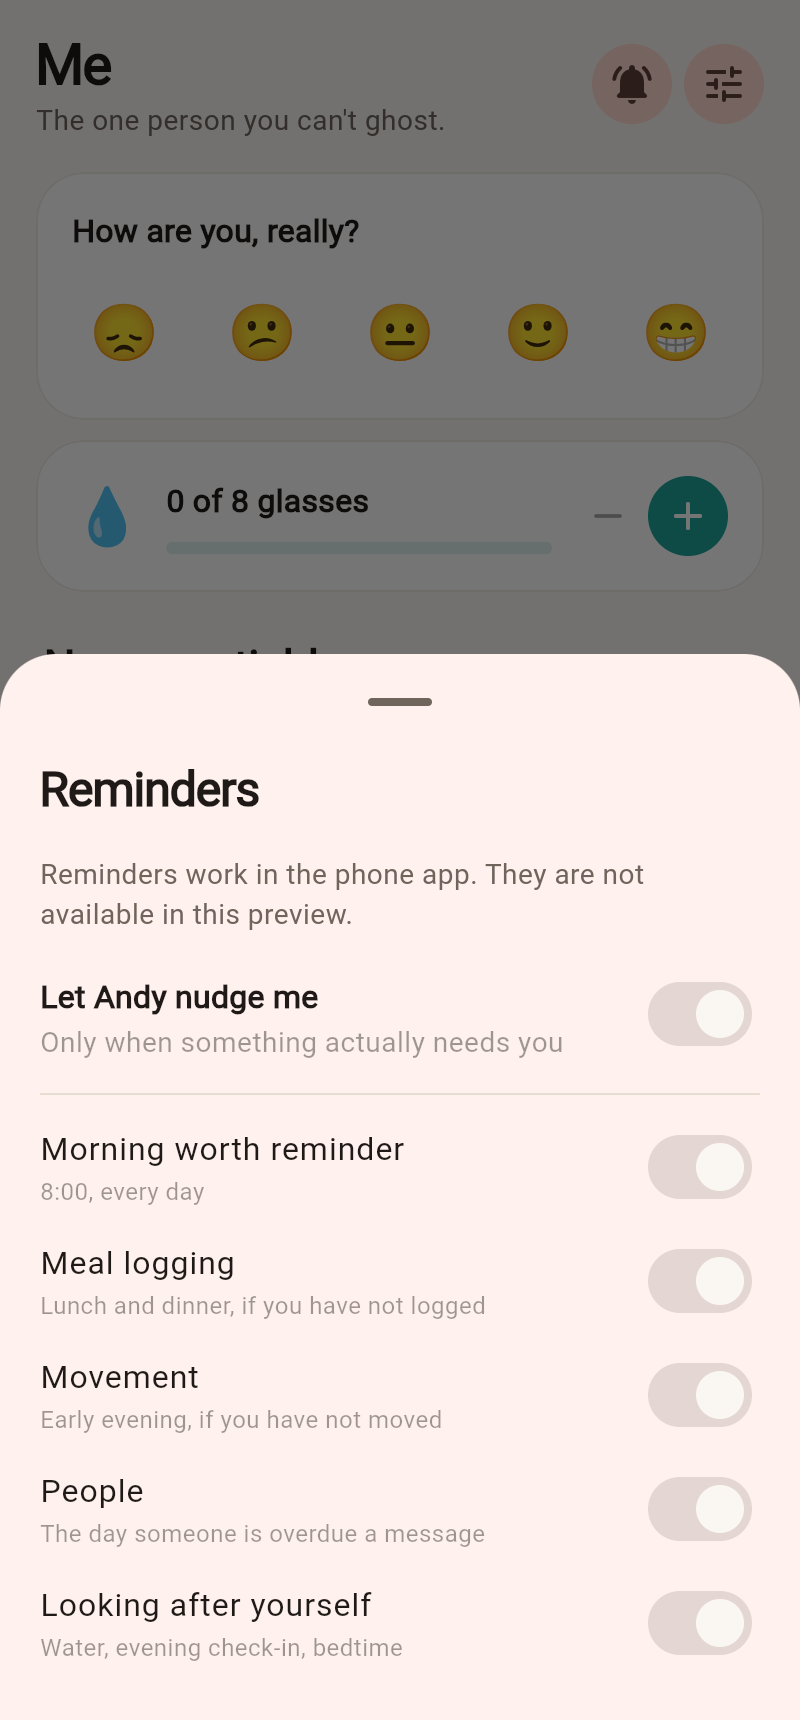 Me
The one person you can't ghost.
How are you, really?
0 of 8 glasses
Reminders
Reminders work in the phone app. They are not
available in this preview.
Let Andy nudge me
Only when something actually needs you
Morning worth reminder
8:00, every day
Meal logging
Lunch and dinner, if you have not logged
Movement
Early evening, if you have not moved
People
The day someone is overdue a message
Looking after yourself
Water, evening check-in, bedtime